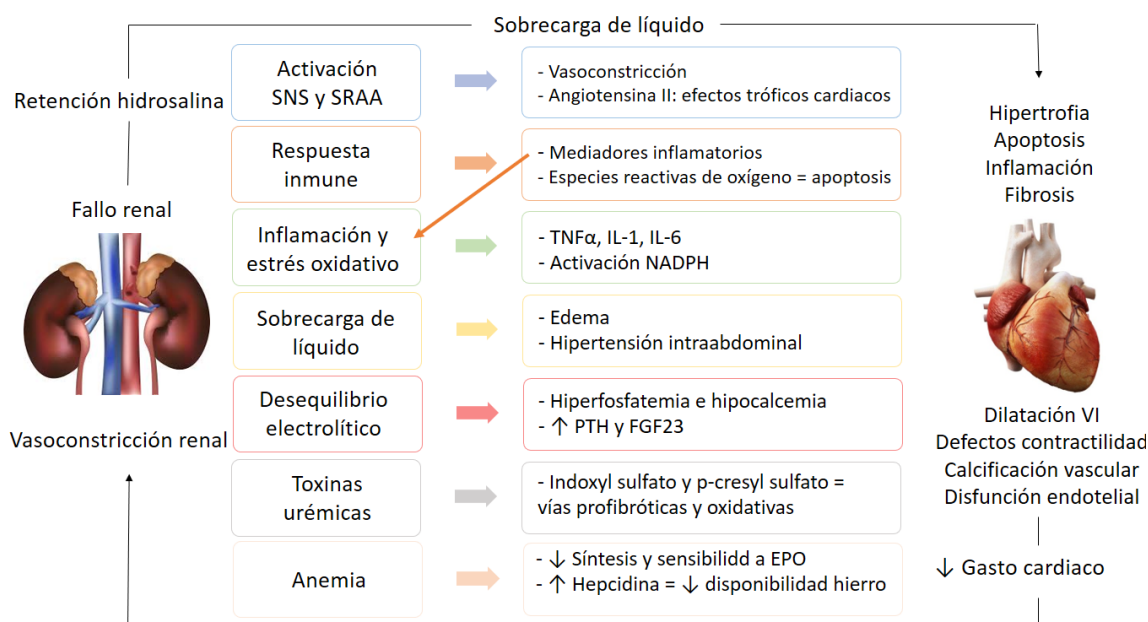 Sobrecarga de líquido
Retención hidrosalina
Fallo renal
Vasoconstricción renal
Activación
SNS y SRAA
- Vasoconstricción
- Angiotensina II: efectos tróficos cardiacos
Respuesta
inmune
- Mediadores inflamatorios
- Especies reactivas de oxígeno = apoptosis
Inflamación y
estrés oxidativo
- TNFα, IL-1, IL-6
- Activación NADPH
Sobrecarga de
líquido
- Edema
- Hipertensión intraabdominal
Desequilibrio
electrolítico
- Hiperfosfatemia e hipocalcemia
- ↑ PTH y FGF23
Toxinas
urémicas
- Indoxyl sulfato y p-cresyl sulfato =
vías profibróticas y oxidativas
Anemia
- ↓ Síntesis y sensibilidd a EPO
- ↑ Hepcidina = ↓ disponibilidad hierro
Hipertrofia
Apoptosis
Inflamación
Fibrosis
Dilatación VI
Defectos contractilidad
Calcificación vascular
Disfunción endotelial
↓ Gasto cardiaco